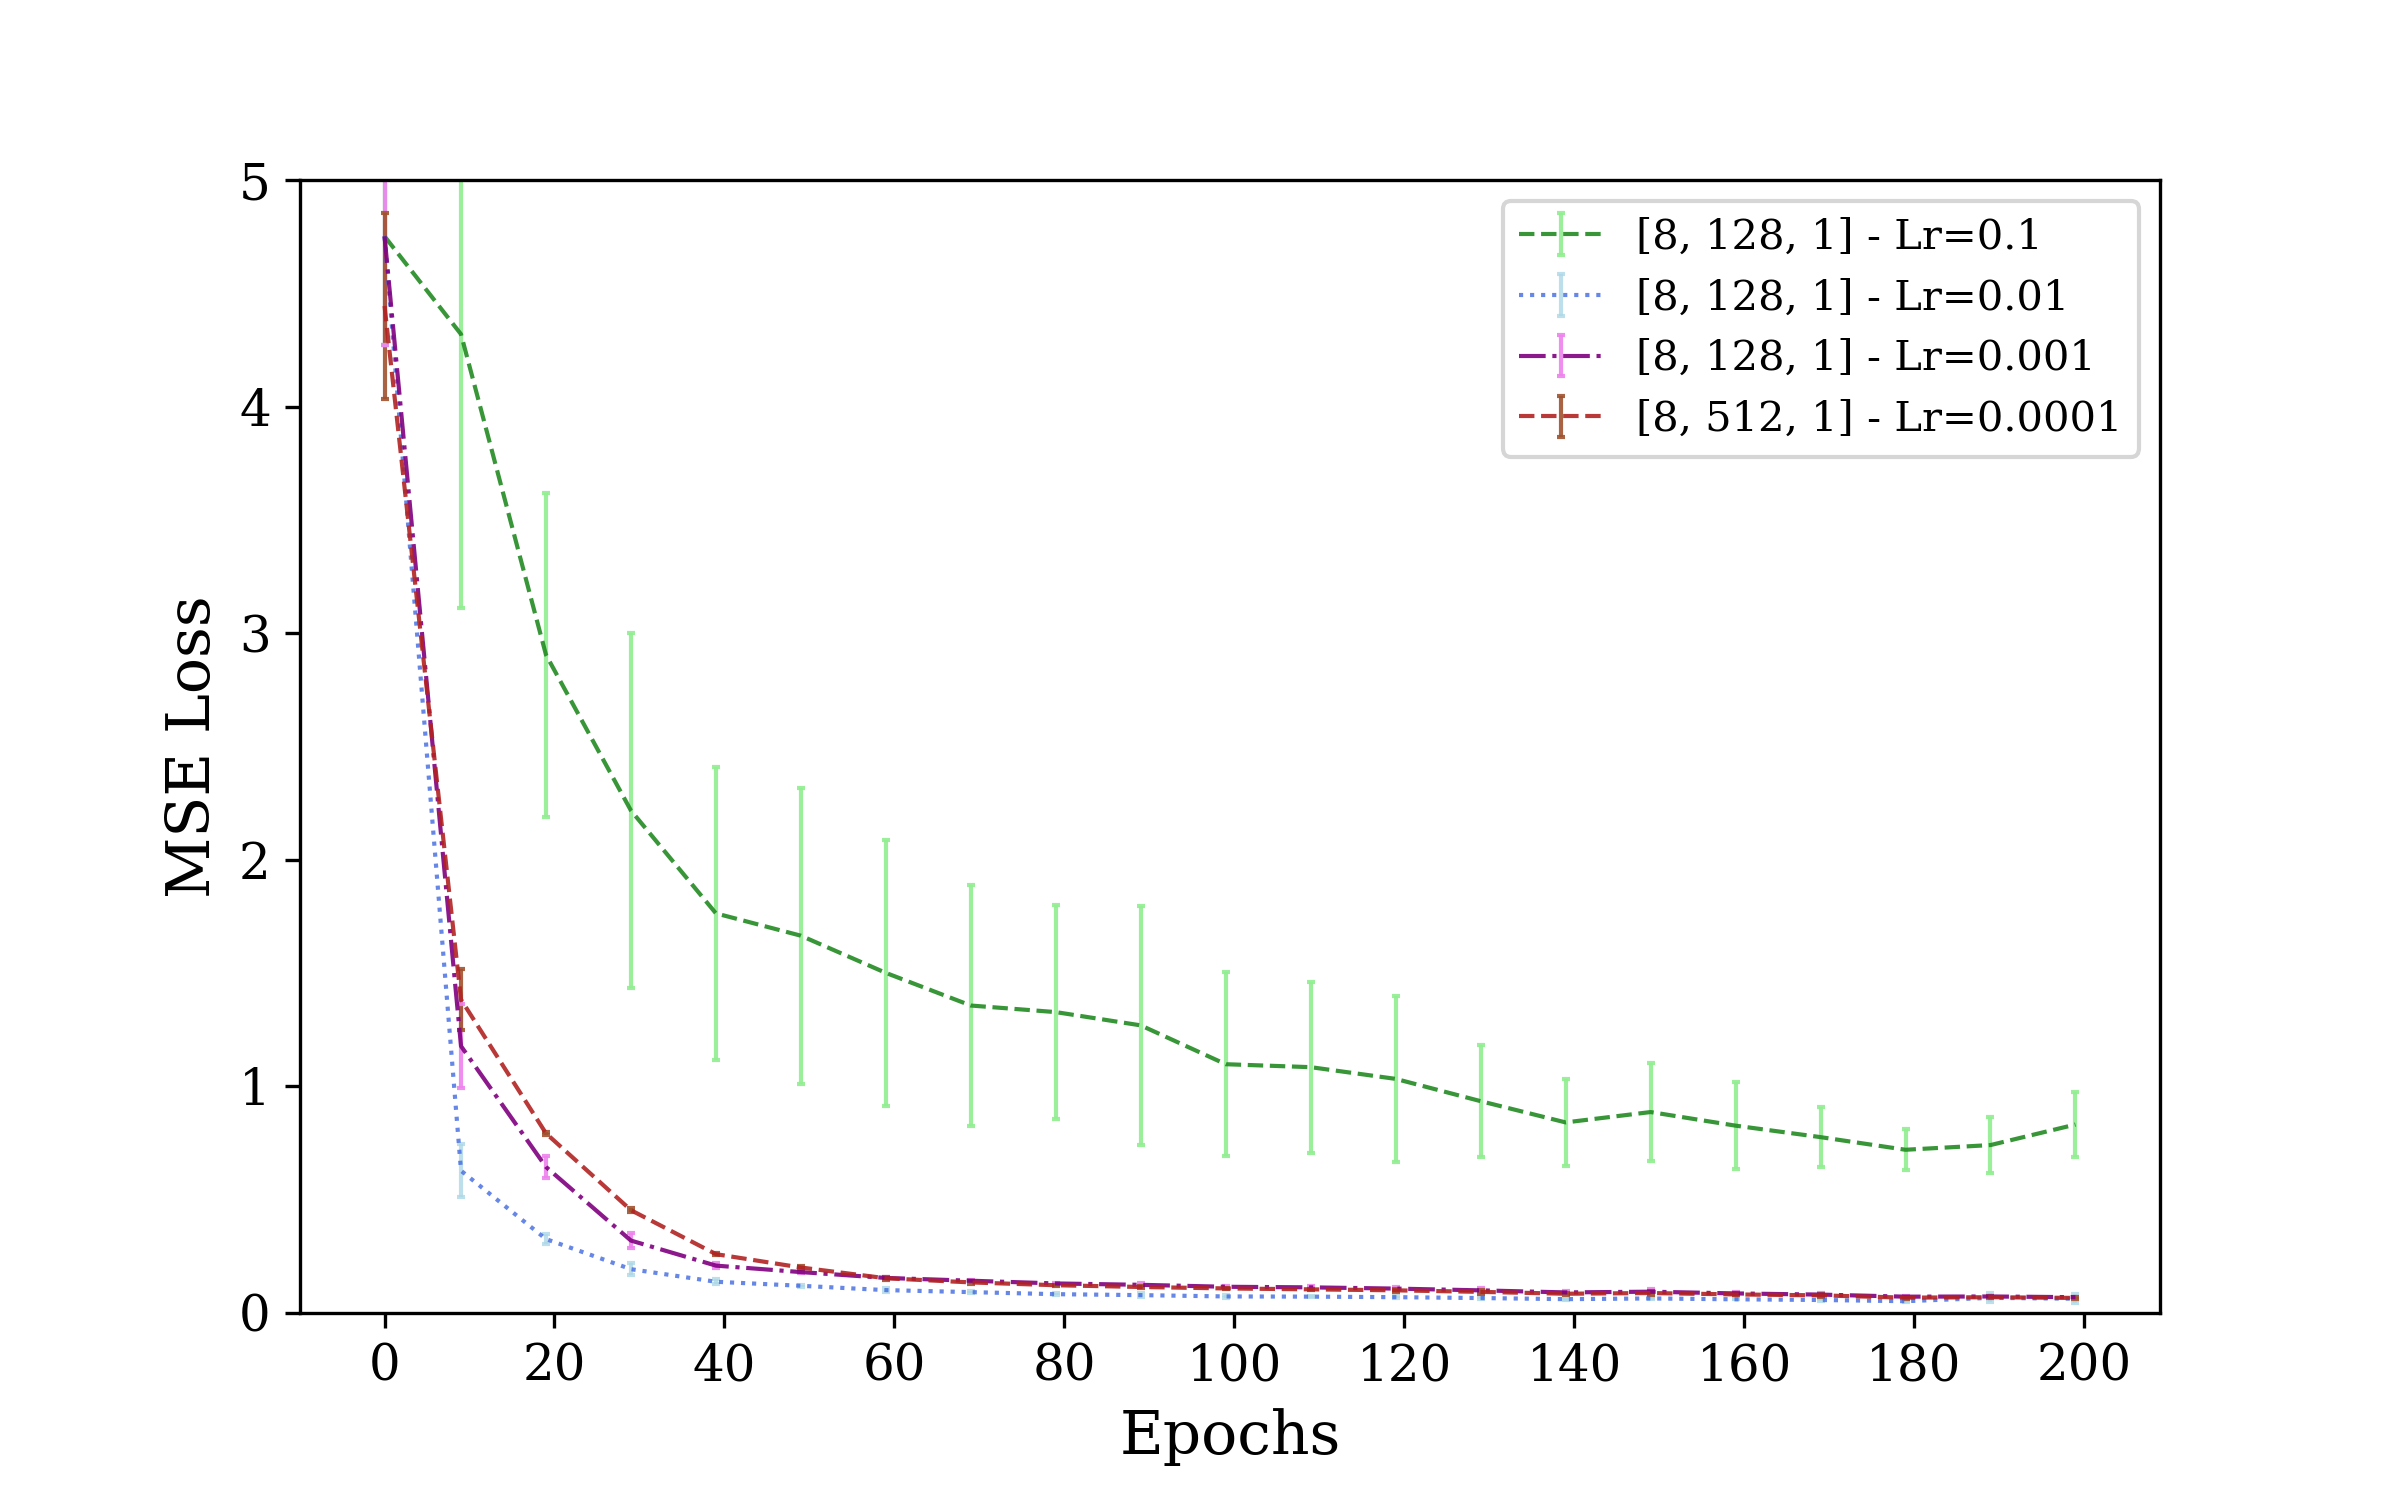 5
4
3
2
1
0
MSE Loss
[8, 128, 1] - Lr=0.1
[8, 128, 1] - Lr=0.01
[8, 128, 1] - Lr=0.001
[8, 512, 1] - Lr=0.0001
0 20 40 60 80 100 120 140 160 180 200
Epochs